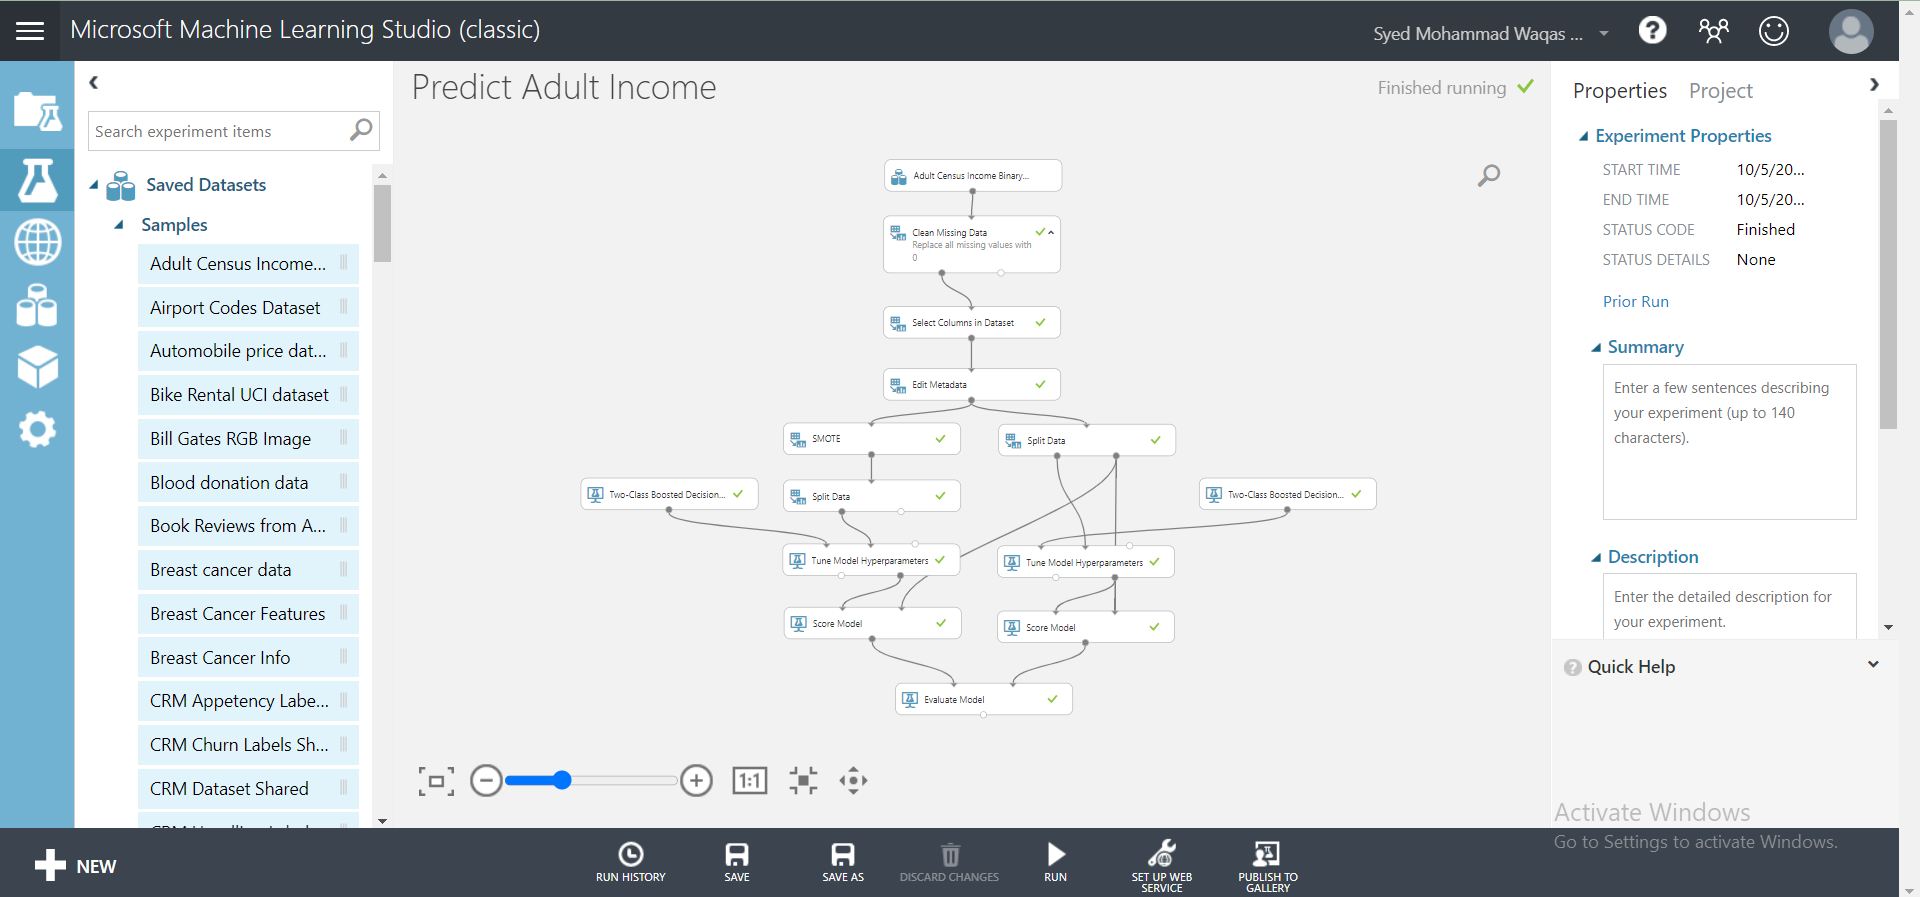 Microsoft Machine Learning Studio (classic)
Syed Mohammad Waqas ...
Search experiment items
Saved Datasets
Samples
Adult Census Income...
Airport Codes Dataset
Automobile price dat...
Bike Rental UCI dataset
Bill Gates RGB Image
Blood donation data
Book Reviews from A...
Breast cancer data
Breast Cancer Features
Breast Cancer Info
CRM Appetency Labe...
CRM Churn Labels Sh...
CRM Dataset Shared
Predict Adult Income
Finished running
Adult Census Income Binary...
Clean Missing Data
Replace all missing values with
0
Select Columns in Dataset
Edit Metadata
SMOTE
Split Data
Two-Class Boosted Decision...
Split Data
Two-Class Boosted Decision...
Tune Model Hyperparameters
Tune Model Hyperparameters
Score Model
Score Model
Evaluate Model
1:1
Properties
Project
Experiment Properties
START TIME 10/5/20...
END TIME 10/5/20...
STATUS CODE Finished
STATUS DETAILS None
Prior Run
Summary
Enter a few sentences describing
your experiment (up to 140
characters).
Description
Enter the detailed description for
your experiment.
Quick Help
Activate Windows
Go to Settings to activate Windows.
NEW
RUN HISTORY
SAVE
SAVE AS
DISCARD CHANGES
RUN
SET UP WEB
SERVICE
PUBLISH TO
GALLERY